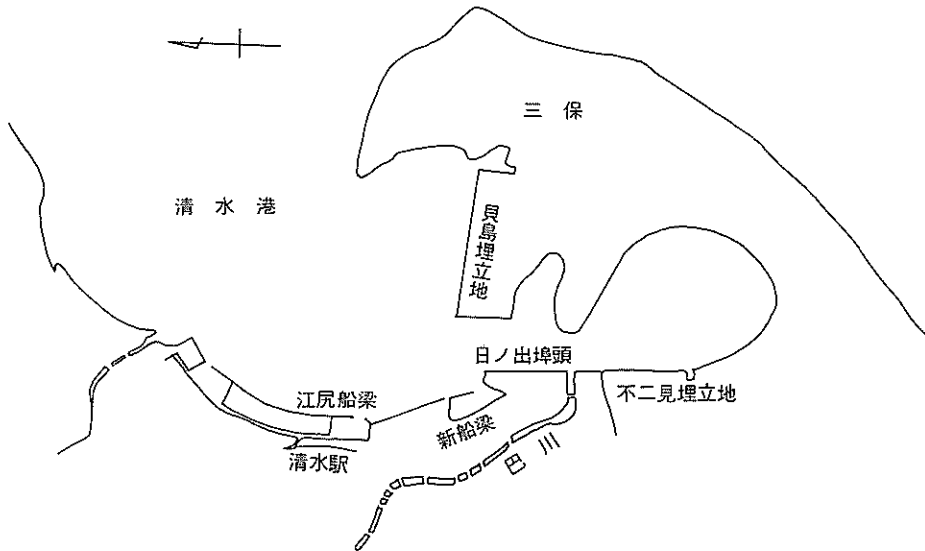 三保
清水港
貝島埋立地
日ノ出埠頭
江尻船梁
不二見埋立地
新船梁
清水駅
巴川